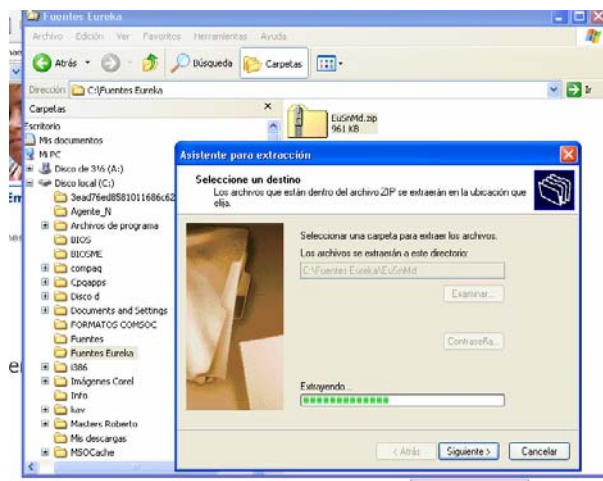 Fuentes Eureka
Archivo Edición Ver Favoritos Herramientas Ayuda
Atrás Búsqueda Carpetas
Dirección C:\Fuentes Eureka Ir
Carpetas
Escritorio
Mis documentos
Mi PC
Disco de 3½ (A:)
Disco local (C:)
3ead76ed8581011686c62
Agente_N
Archivos de programa
BIOS
BIOSME
compaq
Cpqapps
Disco d
Documents and Settings
FORMATOS COMSOC
Fuentes
Fuentes Eureka
i386
Imágenes Corel
Info
kav
Masters Roberto
Mis descargas
MSOCache
EuSnMd.zip
961 KB
Asistente para extracción
Seleccione un destino
Los archivos que están dentro del archivo ZIP se extraerán en la ubicación que
elija.
Seleccionar una carpeta para extraer los archivos.
Los archivos se extraerán a este directorio:
C:\Fuentes Eureka\EuSnMd
Examinar...
Contraseña...
Extrayendo...
< Atrás Siguiente > Cancelar